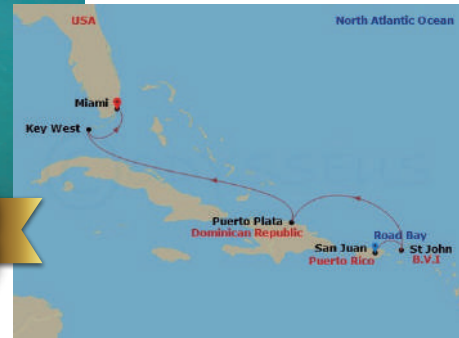 USA
North Atlantic Ocean
Miami
Key West
Puerto Plata
Dominican Republic
Road Bay
San Juan
St John
Puerto Rico
B.V.I